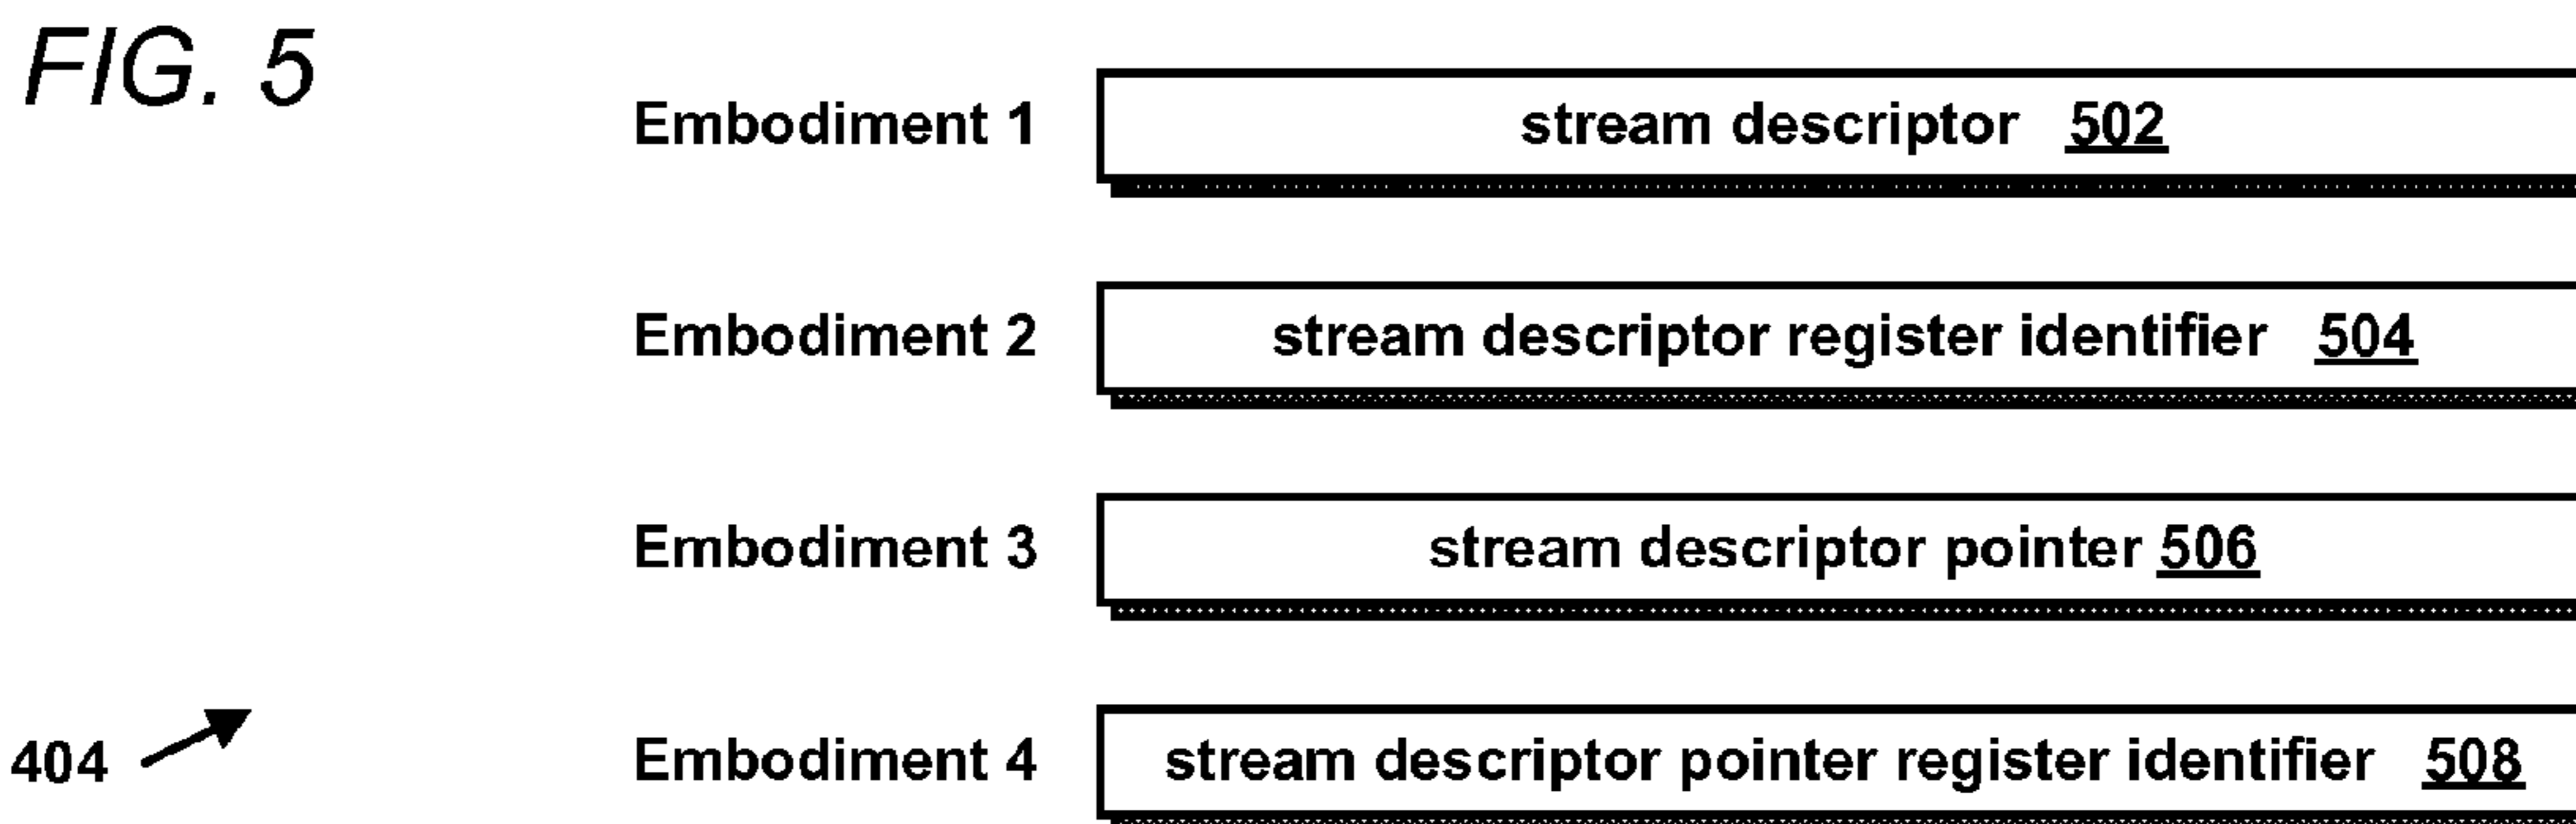 FIG. 5
Embodiment 1 stream descriptor 502
Embodiment 2 stream descriptor register identifier 504
Embodiment 3 stream descriptor pointer 506
404 Embodiment 4 stream descriptor pointer register identifier 508